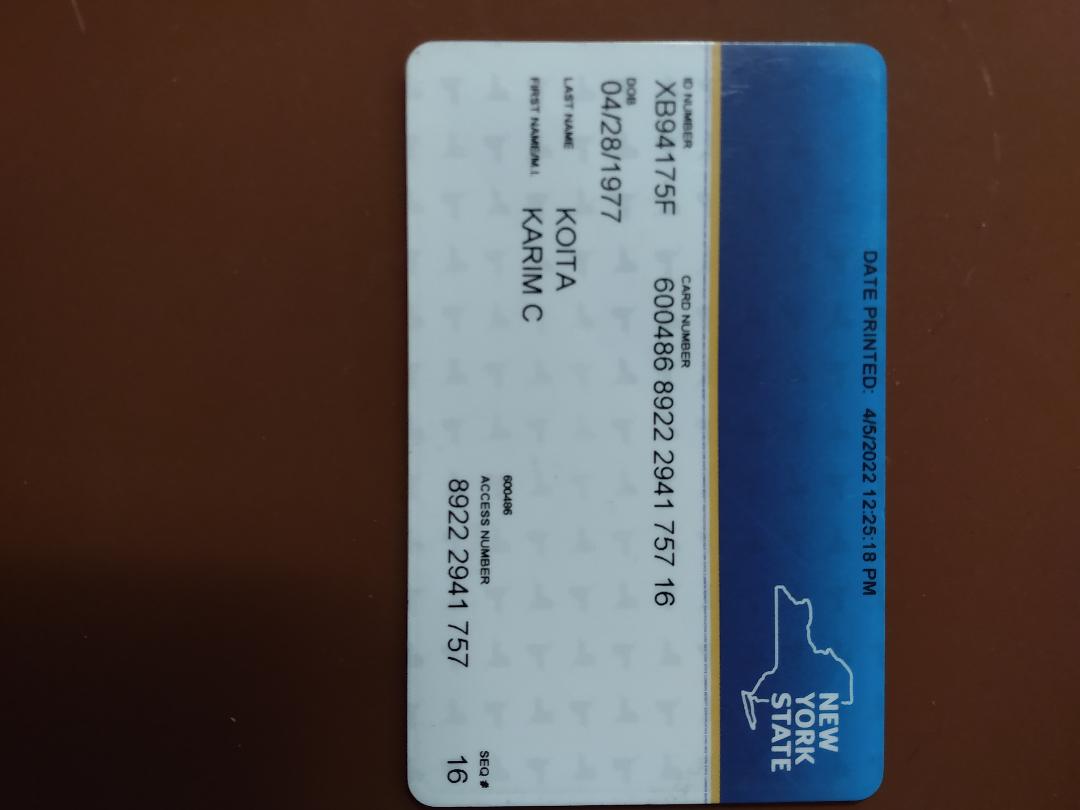 DATE PRINTED: 4/5/2022 12:25:18 PM
NEW
YORK
STATE
ID NUMBER
CARD NUMBER
XB94175F
600486 8922 2941 757 16
DOB
04/28/1977
LAST NAME
KOITA
FIRST NAME/M.I.
KARIM C
600486
ACCESS NUMBER
SEQ #
8922 2941 757
16